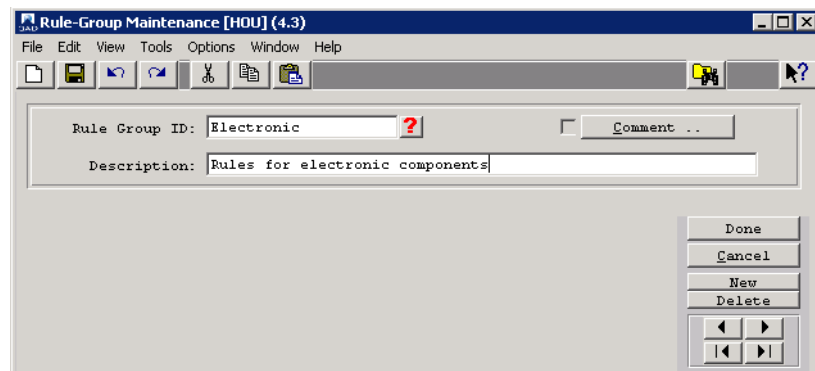 Rule-Group Maintenance [HOU] (4.3)
File Edit View Tools Options Window Help
Rule Group ID: Electronic ? Comment ..
Description: Rules for electronic components
Done
Cancel
New
Delete